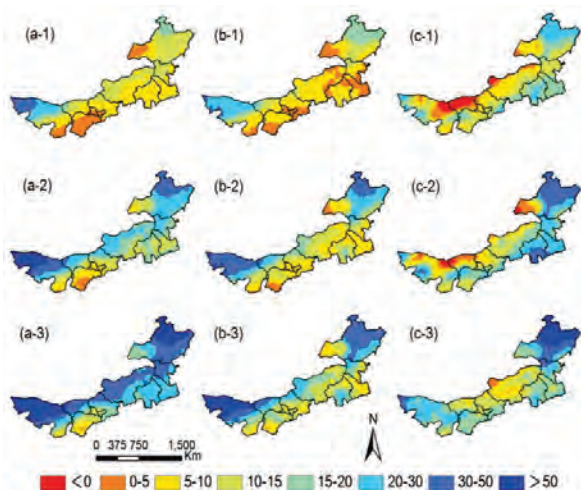 (a-1) (b-1) (c-1)
(a-2) (b-2) (c-2)
(a-3) (b-3) (c-3)
N
0 375 750 1,500
Km
<0 0-5 5-10 10-15 15-20 20-30 30-50 >50